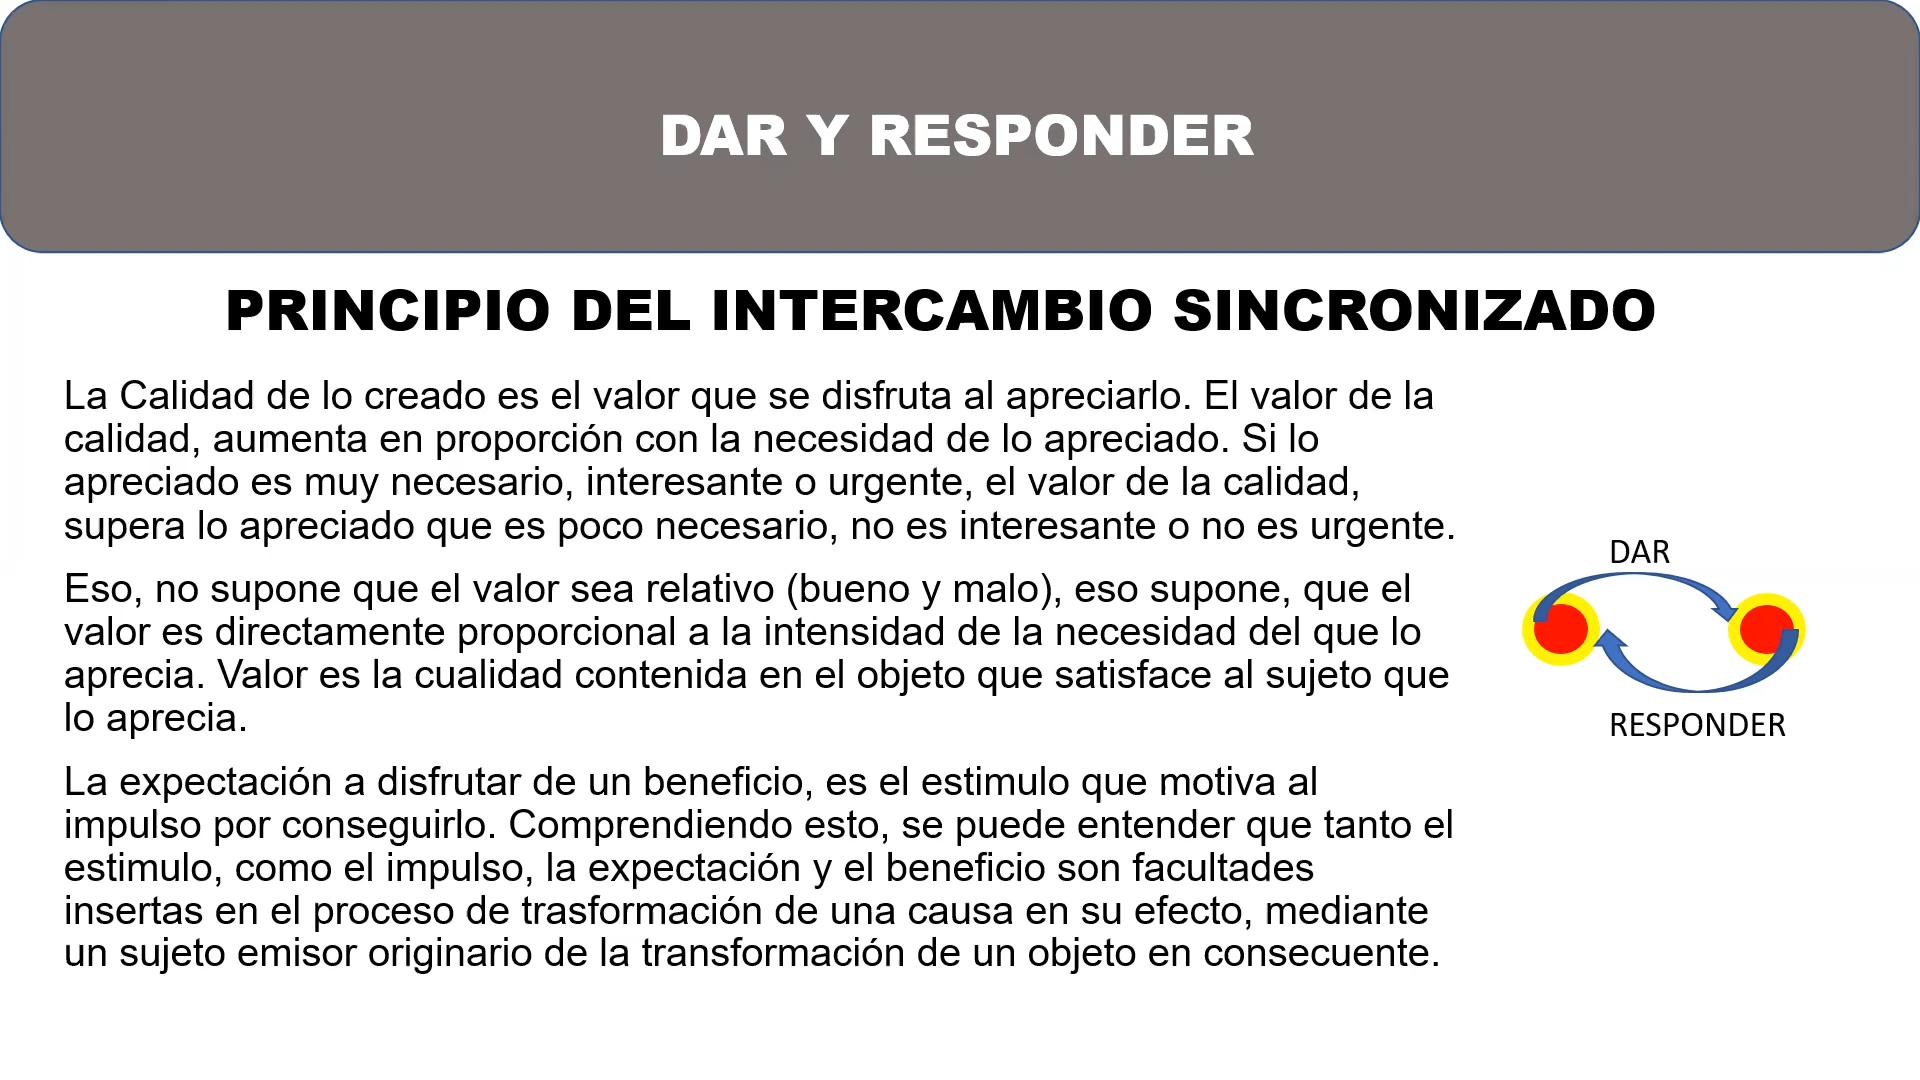 DAR Y RESPONDER
PRINCIPIO DEL INTERCAMBIO SINCRONIZADO
La Calidad de lo creado es el valor que se disfruta al apreciarlo. El valor de la
calidad, aumenta en proporción con la necesidad de lo apreciado. Si lo
apreciado es muy necesario, interesante o urgente, el valor de la calidad,
supera lo apreciado que es poco necesario, no es interesante o no es urgente.
Eso, no supone que el valor sea relativo (bueno y malo), eso supone, que el
valor es directamente proporcional a la intensidad de la necesidad del que lo
aprecia. Valor es la cualidad contenida en el objeto que satisface al sujeto que
lo aprecia.
La expectación a disfrutar de un beneficio, es el estimulo que motiva al
impulso por conseguirlo. Comprendiendo esto, se puede entender que tanto el
estimulo, como el impulso, la expectación y el beneficio son facultades
insertas en el proceso de trasformación de una causa en su efecto, mediante
un sujeto emisor originario de la transformación de un objeto en consecuente.
DAR
RESPONDER